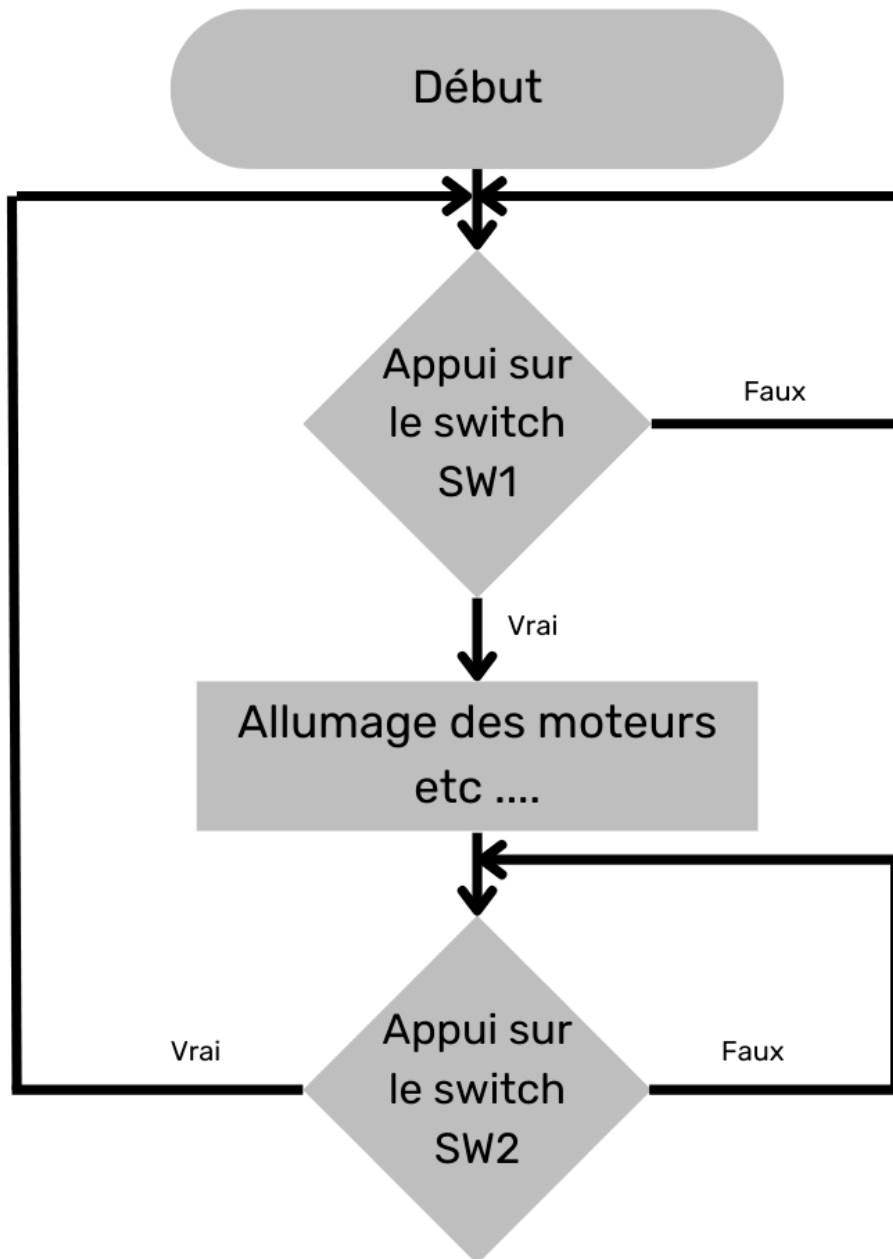 Début
Appui sur
le switch
SW1
Faux
Vrai
Allumage des moteurs
etc ....
Appui sur
le switch
SW2
Vrai
Faux